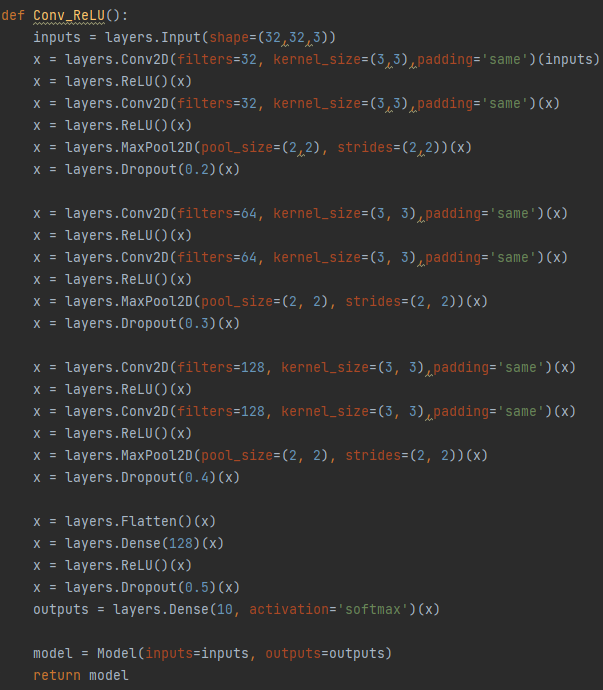 def Conv_ReLU():
    inputs = layers.Input(shape=(32,32,3))
    x = layers.Conv2D(filters=32, kernel_size=(3,3),padding='same')(inputs)
    x = layers.ReLU()(x)
    x = layers.Conv2D(filters=32, kernel_size=(3,3),padding='same')(x)
    x = layers.ReLU()(x)
    x = layers.MaxPool2D(pool_size=(2,2), strides=(2,2))(x)
    x = layers.Dropout(0.2)(x)

    x = layers.Conv2D(filters=64, kernel_size=(3, 3),padding='same')(x)
    x = layers.ReLU()(x)
    x = layers.Conv2D(filters=64, kernel_size=(3, 3),padding='same')(x)
    x = layers.ReLU()(x)
    x = layers.MaxPool2D(pool_size=(2, 2), strides=(2, 2))(x)
    x = layers.Dropout(0.3)(x)

    x = layers.Conv2D(filters=128, kernel_size=(3, 3),padding='same')(x)
    x = layers.ReLU()(x)
    x = layers.Conv2D(filters=128, kernel_size=(3, 3),padding='same')(x)
    x = layers.ReLU()(x)
    x = layers.MaxPool2D(pool_size=(2, 2), strides=(2, 2))(x)
    x = layers.Dropout(0.4)(x)

    x = layers.Flatten()(x)
    x = layers.Dense(128)(x)
    x = layers.ReLU()(x)
    x = layers.Dropout(0.5)(x)
    outputs = layers.Dense(10, activation='softmax')(x)

    model = Model(inputs=inputs, outputs=outputs)
    return model